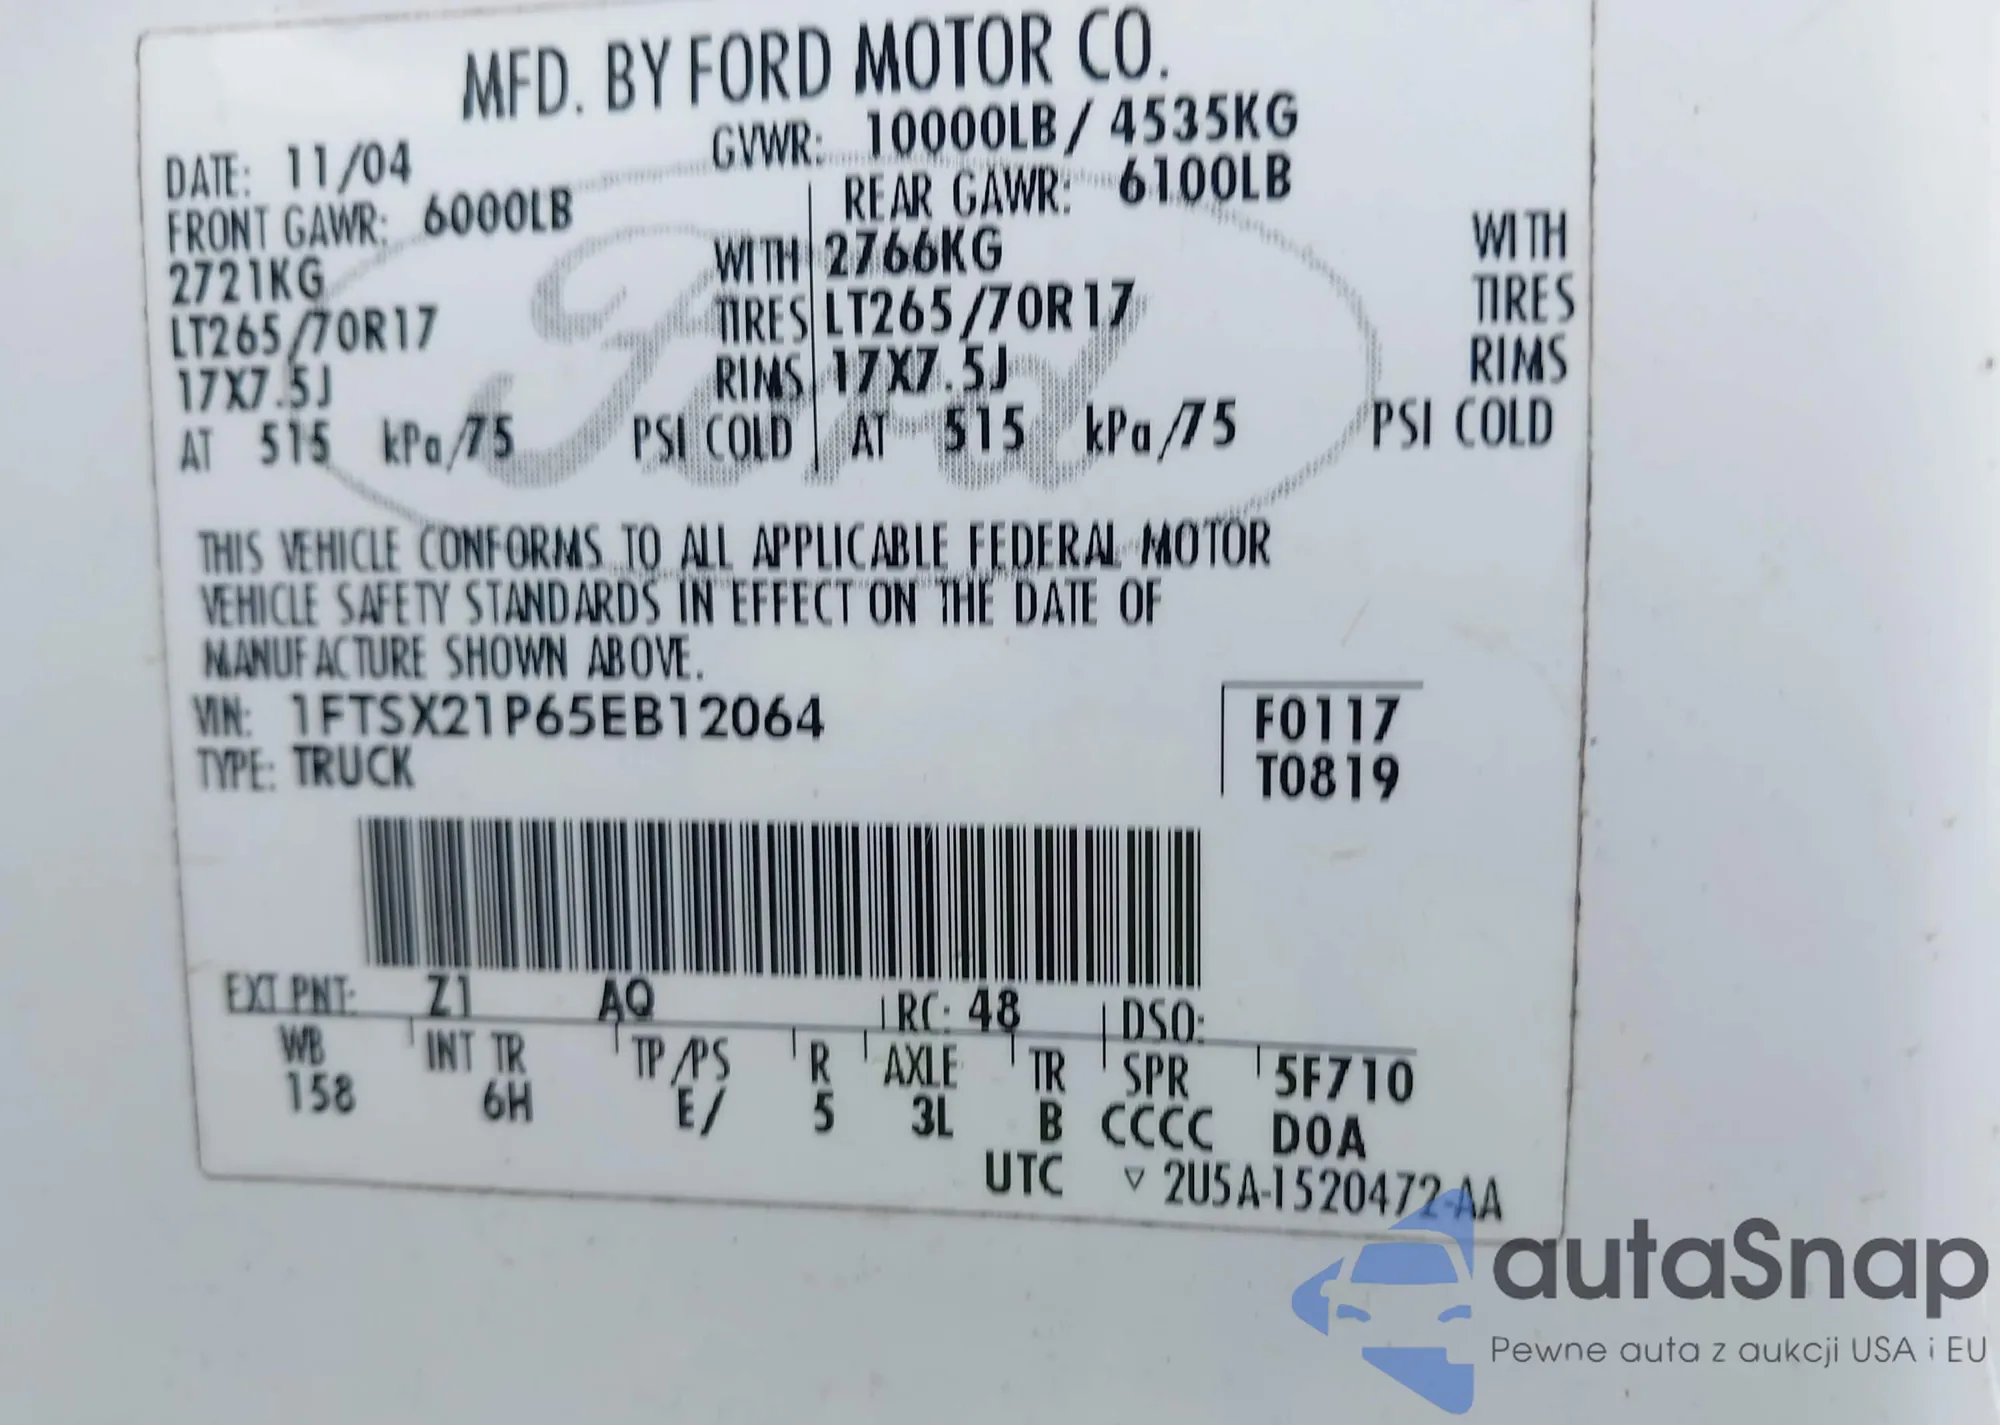 MFD. BY FORD MOTOR CO.
DATE: 11/04 GVWR: 10000LB / 4535KG
FRONT GAWR: 6000LB REAR GAWR: 6100LB
2721KG WITH 2766KG WITH
LT265/70R17 TIRES LT265/70R17 TIRES
17X7.5J RIMS 17X7.5J RIMS
AT 515 kPa/75 PSI COLD AT 515 kPa/75 PSI COLD
THIS VEHICLE CONFORMS TO ALL APPLICABLE FEDERAL MOTOR
VEHICLE SAFETY STANDARDS IN EFFECT ON THE DATE OF
MANUFACTURE SHOWN ABOVE.
VIN: 1FTSX21P65EB12064 F0117
TYPE: TRUCK T0819
EXT PNT: Z1 AQ RC: 48 DSO:
WB INT TR TP/PS R AXLE TR SPR 5F710
158 6H E/ 5 3L B CCCC D0A
UTC ▽ 2U5A-1520472-AA
Ford
autaSnap
Pewne auta z aukcji USA i EU